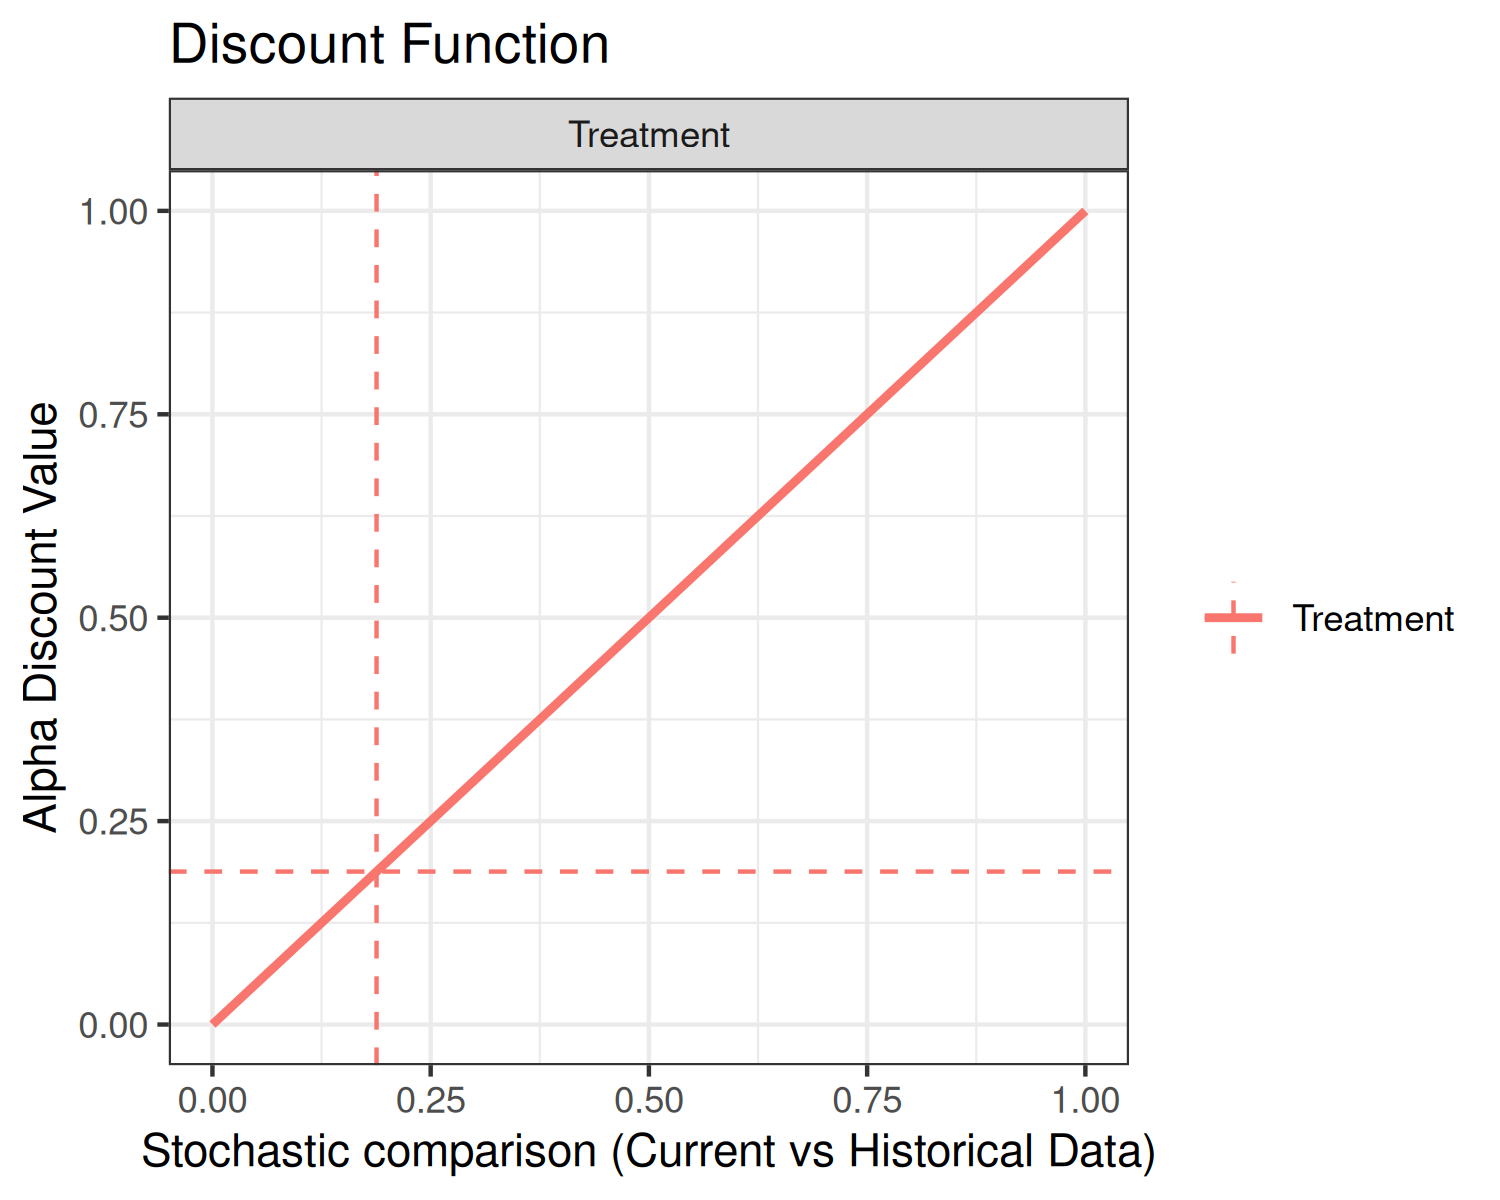 Discount Function
Treatment
Alpha Discount Value
1.00
0.75
0.50
0.25
0.00
0.00 0.25 0.50 0.75 1.00
Stochastic comparison (Current vs Historical Data)
Treatment